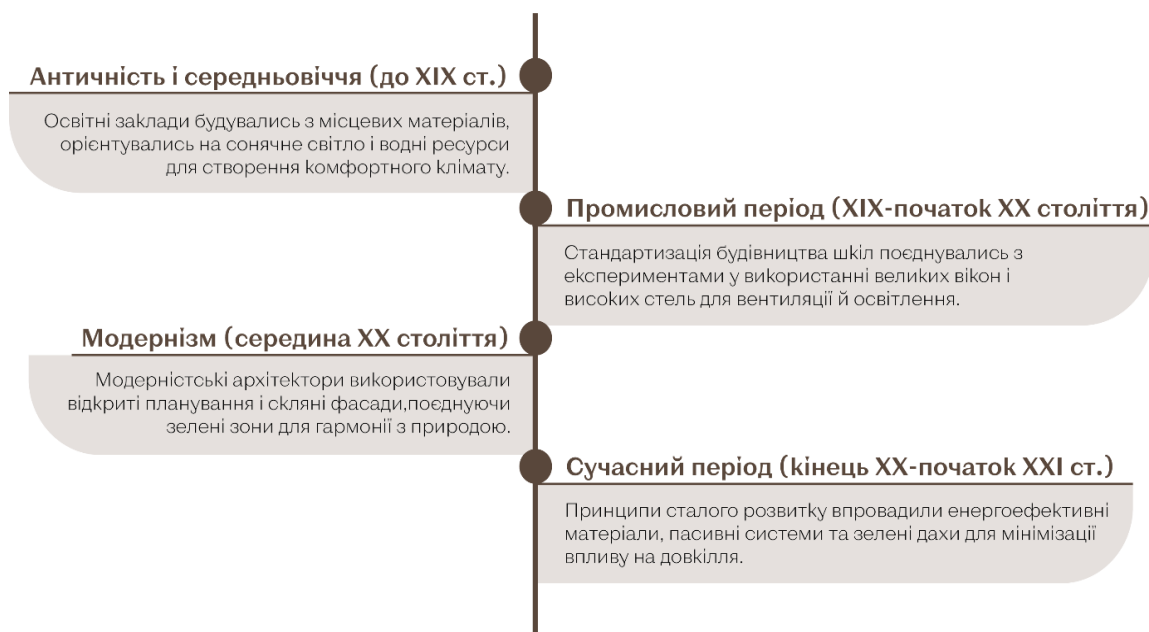 Античність і середньовіччя (до XIX ст.)
Освітні заклади будувались з місцевих матеріалів,
орієнтувались на сонячне світло і водні ресурси
для створення комфортного клімату.
Промисловий період (XIX-початок XX століття)
Стандартизація будівництва шкіл поєднувались з
експериментами у використанні великих вікон і
високих стель для вентиляції й освітлення.
Модернізм (середина XX століття)
Модерністські архітектори використовували
відкриті планування і скляні фасади,поєднуючи
зелені зони для гармонії з природою.
Сучасний період (кінець XX-початок XXI ст.)
Принципи сталого розвитку впровадили енергоефективні
матеріали, пасивні системи та зелені дахи для мінімізації
впливу на довкілля.